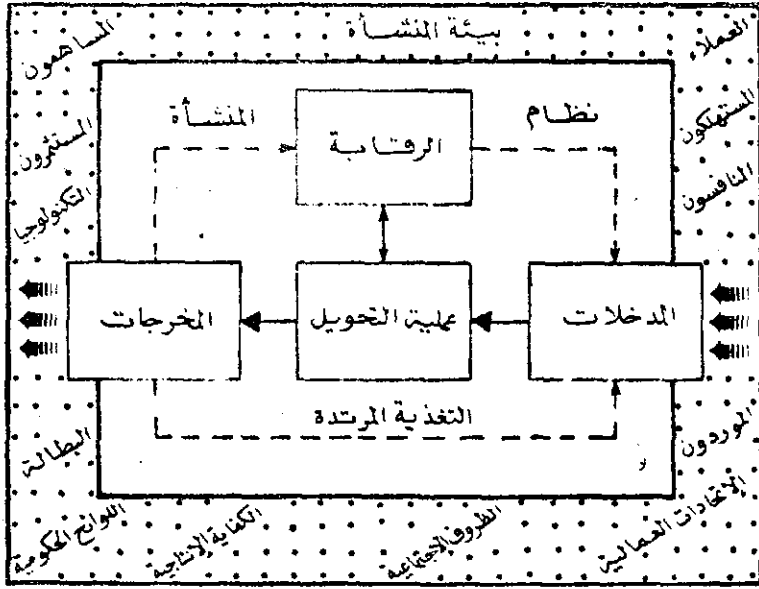 بيئة المنشأة
العملاء
المساهمون
المستهلكون
نظام
المنشأة
الرقابة
المستثمرون
المنافسون
التكنولوجيا
المدخلات
عملية التحويل
المخرجات
التغذية المرتدة
الموردون
البطالة
الاتحادات العمالية
الظروف الاجتماعية
الكفاية الإنتاجية
اللوائح الحكومية